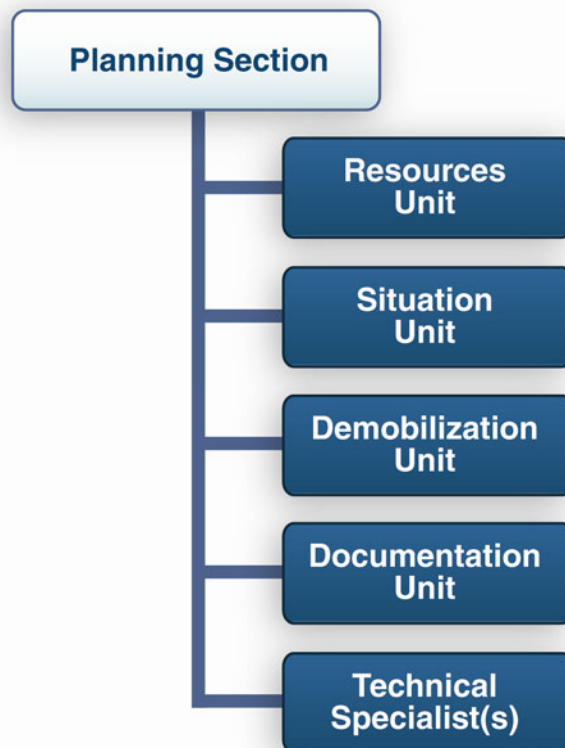 Planning Section
Resources
Unit
Situation
Unit
Demobilization
Unit
Documentation
Unit
Technical
Specialist(s)